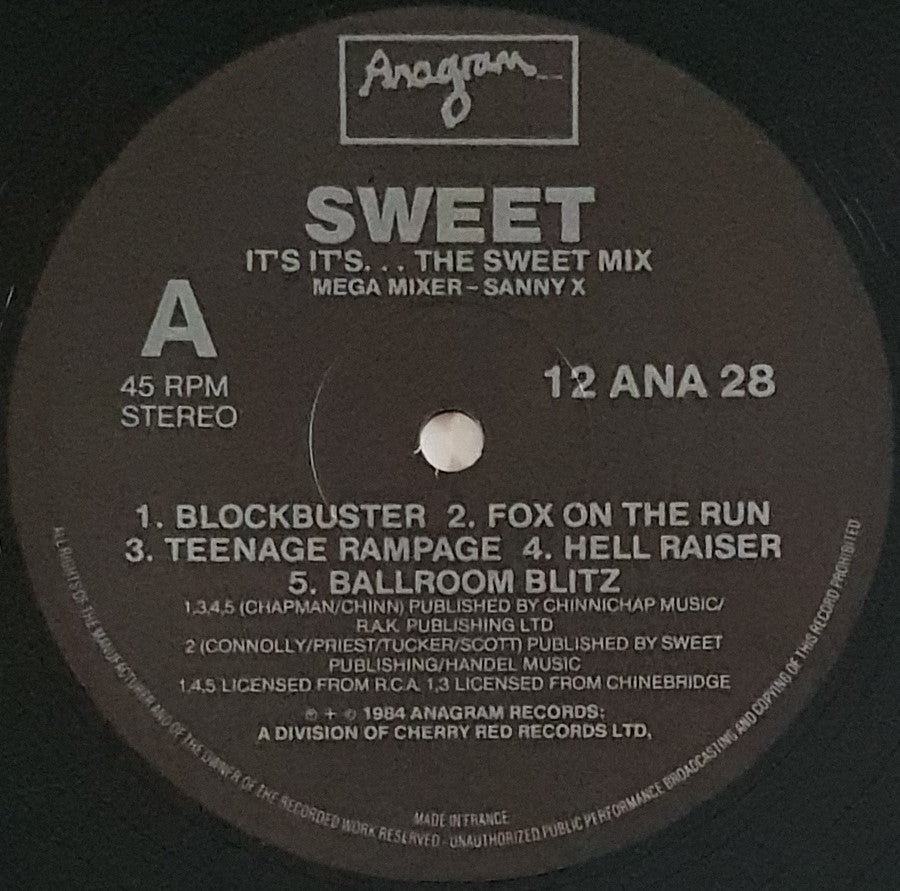 Anagram
SWEET
IT'S IT'S... THE SWEET MIX
MEGA MIXER – SANNY X
A
45 RPM
STEREO
12 ANA 28
1. BLOCKBUSTER 2. FOX ON THE RUN
3. TEENAGE RAMPAGE 4. HELL RAISER
5. BALLROOM BLITZ
1,3,4,5 (CHAPMAN/CHINN) PUBLISHED BY CHINNICHAP MUSIC/
R.A.K. PUBLISHING LTD
2 (CONNOLLY/PRIEST/TUCKER/SCOTT) PUBLISHED BY SWEET
PUBLISHING/HANDEL MUSIC
1,4,5 LICENSED FROM R.C.A. 1,3 LICENSED FROM CHINEBRIDGE
℗ + © 1984 ANAGRAM RECORDS:
A DIVISION OF CHERRY RED RECORDS LTD,
MADE IN FRANCE
ALL RIGHTS OF THE MANUFACTURER AND OF THE OWNER OF THE RECORDED WORK RESERVED - UNAUTHORIZED PUBLIC PERFORMANCE BROADCASTING AND COPYING OF THIS RECORD PROHIBITED